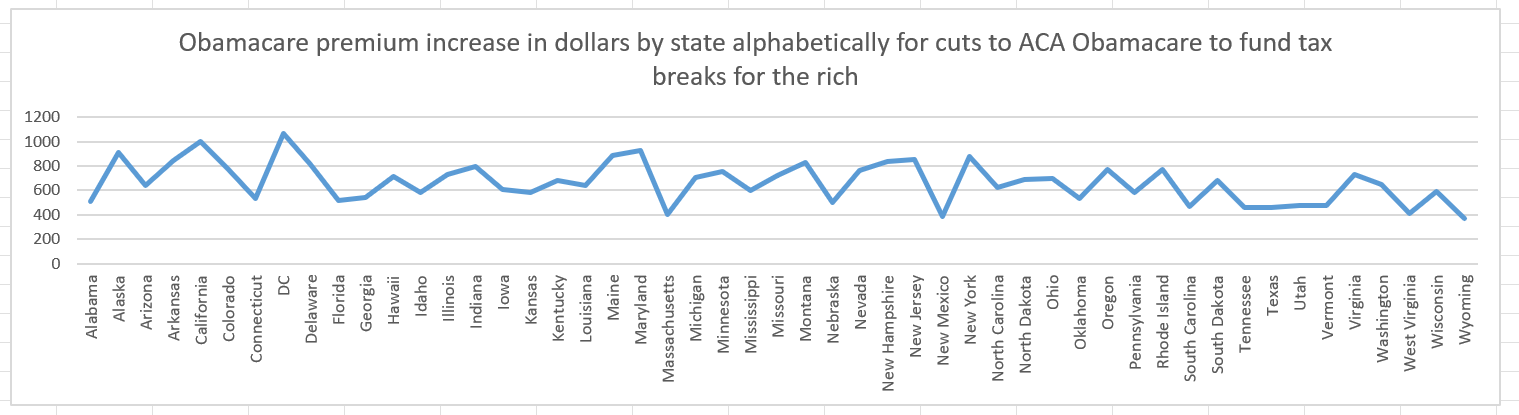 Obamacare premium increase in dollars by state alphabetically for cuts to ACA Obamacare to fund tax
breaks for the rich
1200
1000
800
600
400
200
0
Alabama
Alaska
Arizona
Arkansas
California
Colorado
Connecticut
DC
Delaware
Florida
Georgia
Hawaii
Idaho
Illinois
Indiana
Iowa
Kansas
Kentucky
Louisiana
Maine
Maryland
Massachusetts
Michigan
Minnesota
Mississippi
Missouri
Montana
Nebraska
Nevada
New Hampshire
New Jersey
New Mexico
New York
North Carolina
North Dakota
Ohio
Oklahoma
Oregon
Pennsylvania
Rhode Island
South Carolina
South Dakota
Tennessee
Texas
Utah
Vermont
Virginia
Washington
West Virginia
Wisconsin
Wyoming